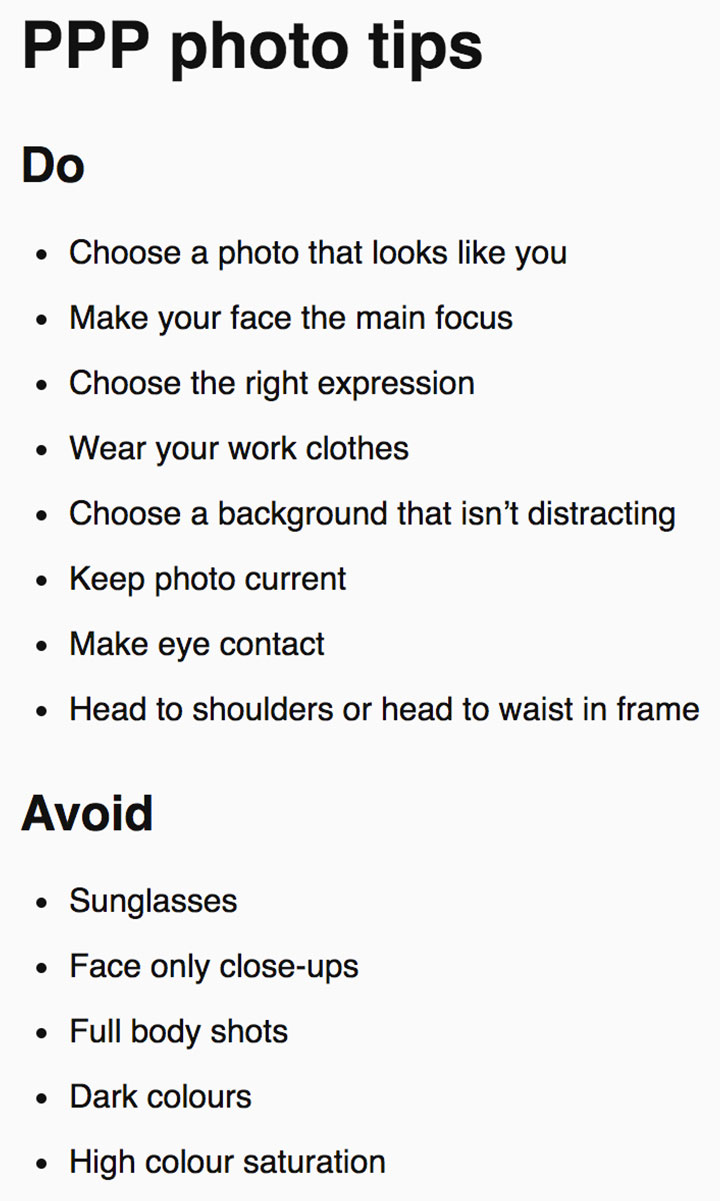 PPP photo tips
Do
• Choose a photo that looks like you
• Make your face the main focus
• Choose the right expression
• Wear your work clothes
• Choose a background that isn’t distracting
• Keep photo current
• Make eye contact
• Head to shoulders or head to waist in frame
Avoid
• Sunglasses
• Face only close-ups
• Full body shots
• Dark colours
• High colour saturation